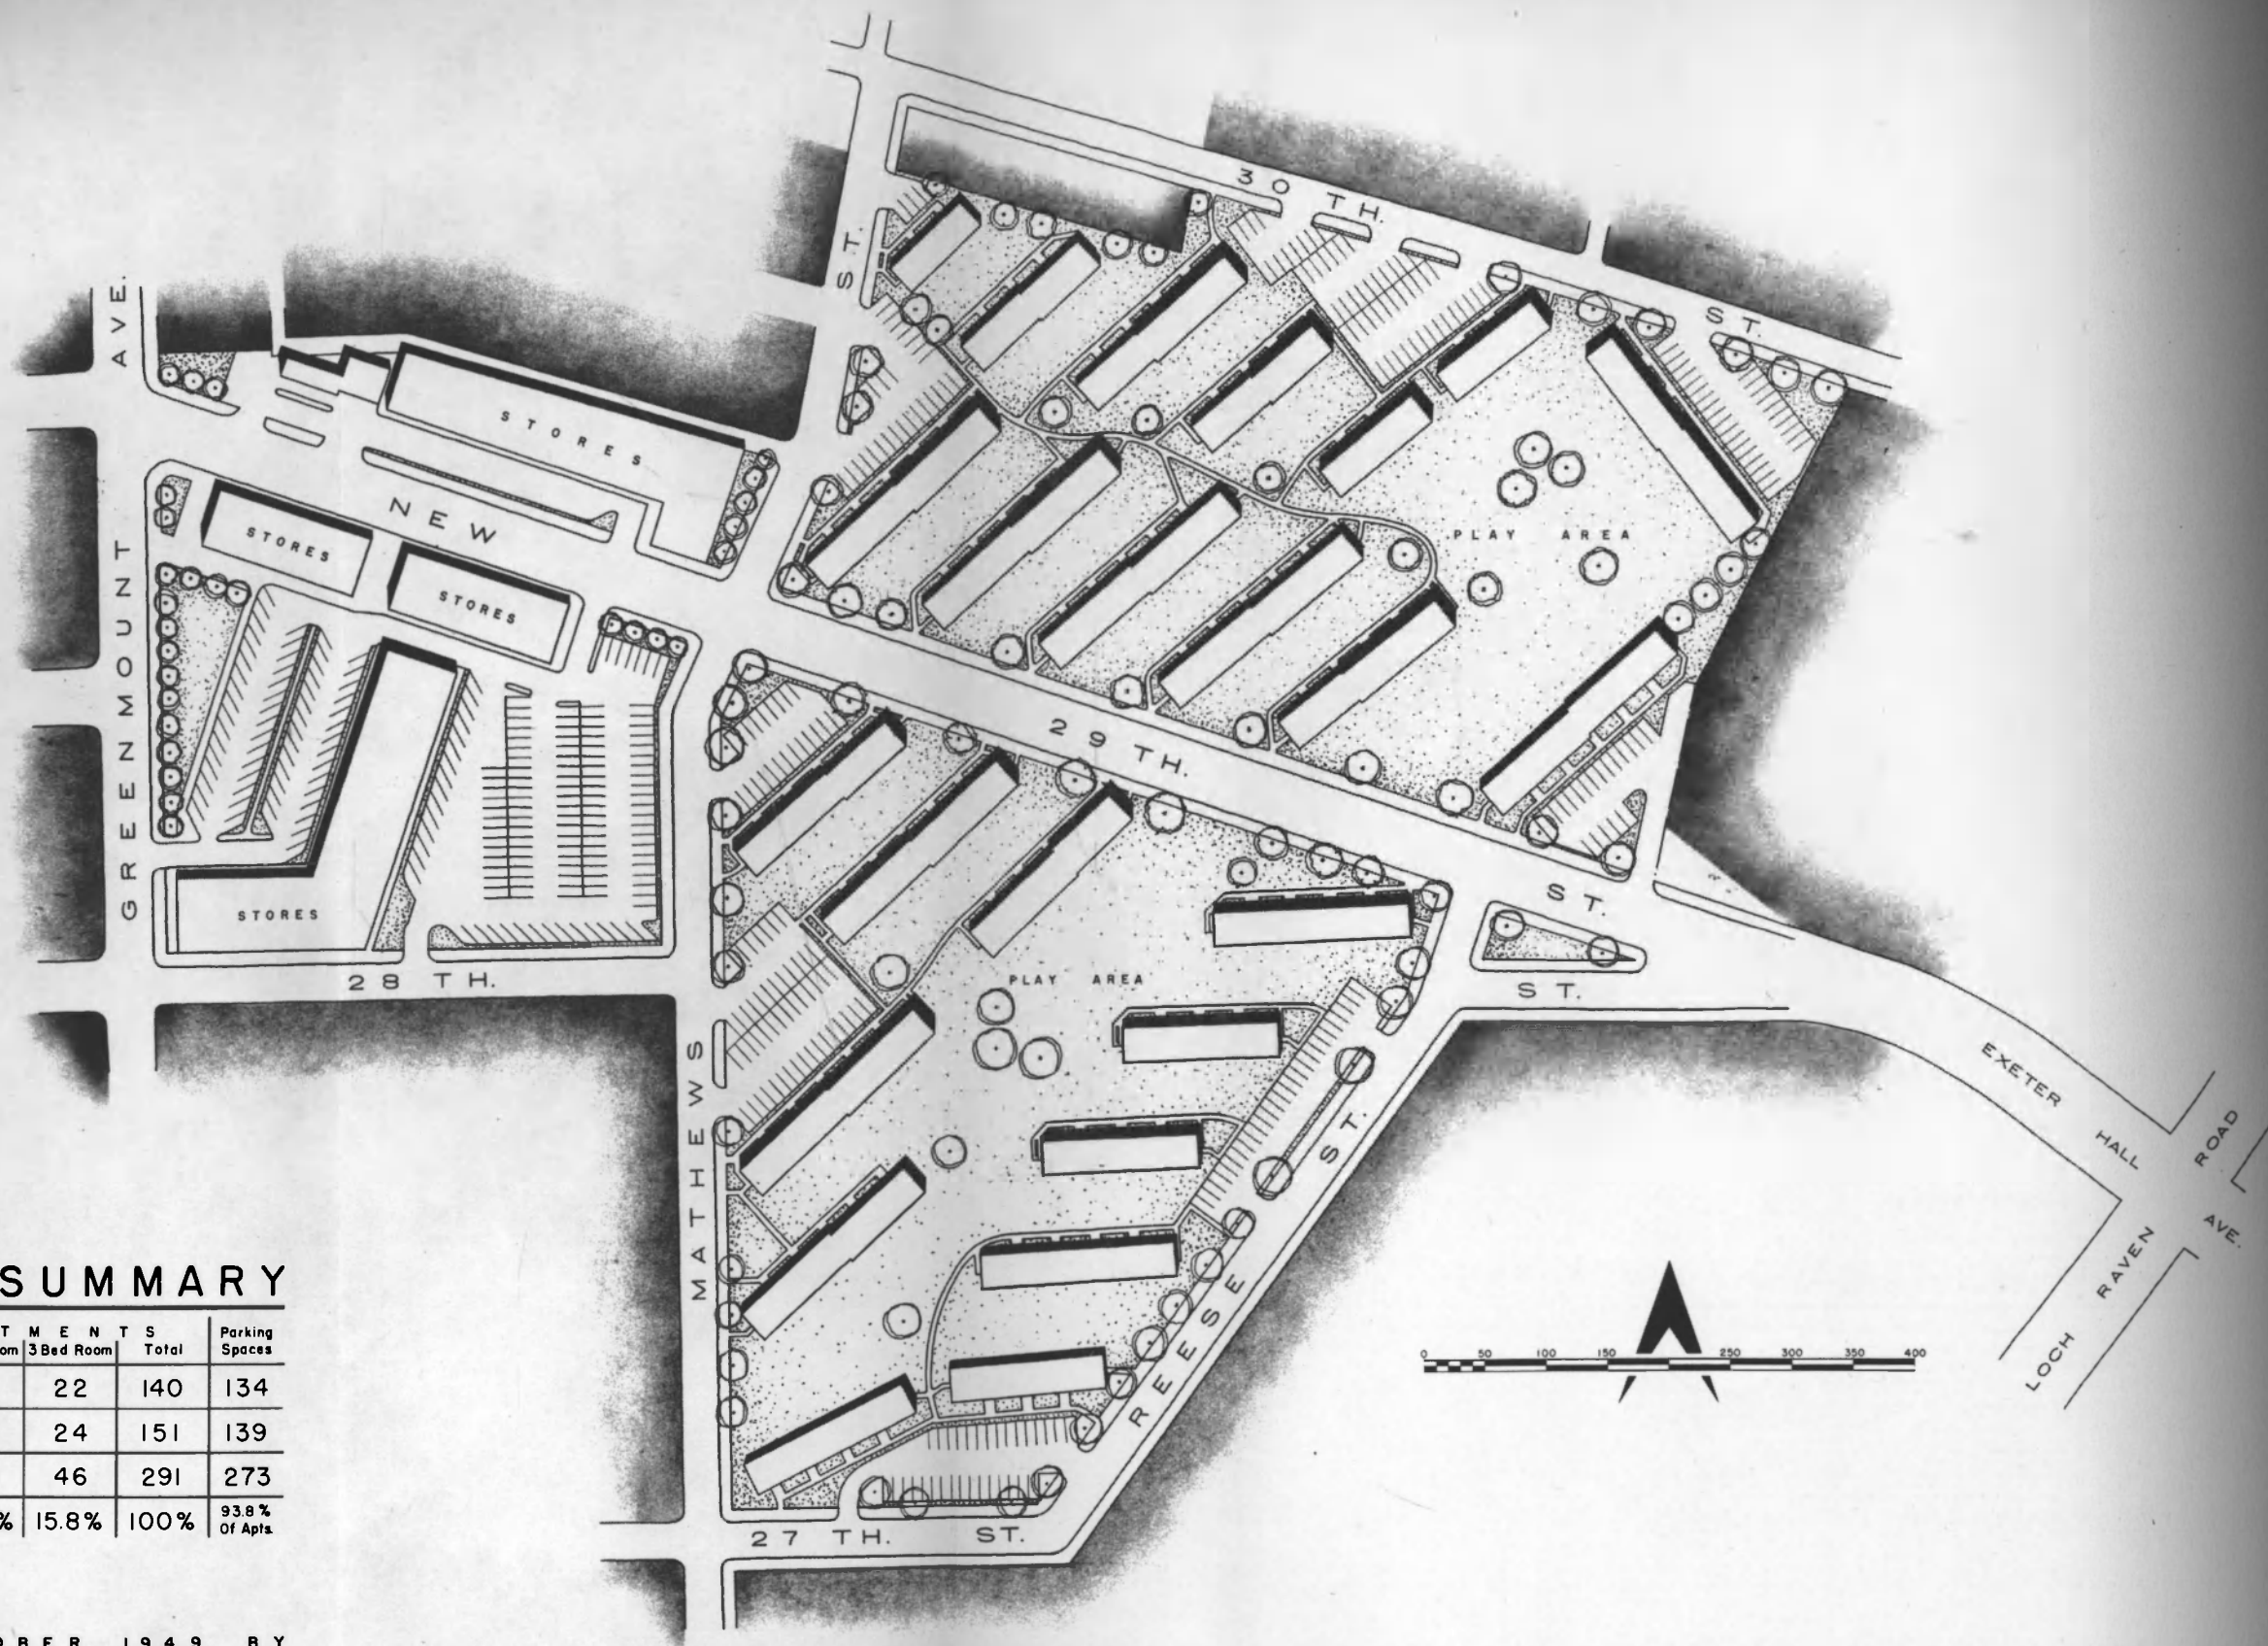 30 TH. ST.
AVE.
ST.
STORES
NEW
STORES
STORES
PLAY AREA
GREENMOUNT
29 TH. ST.
STORES
28 TH. ST.
PLAY AREA
MATHEWS
EXETER HALL AVE.
ROAD
LOCH RAVEN
REESE ST.
27 TH. ST.
0 50 100 150 250 300 350 400
SUMMARY
TMENTS
om 3 Bed Room Total Parking Spaces
22 140 134
24 151 139
46 291 273
% 15.8% 100% 93.8% Of Apts.
OBER 1949 BY